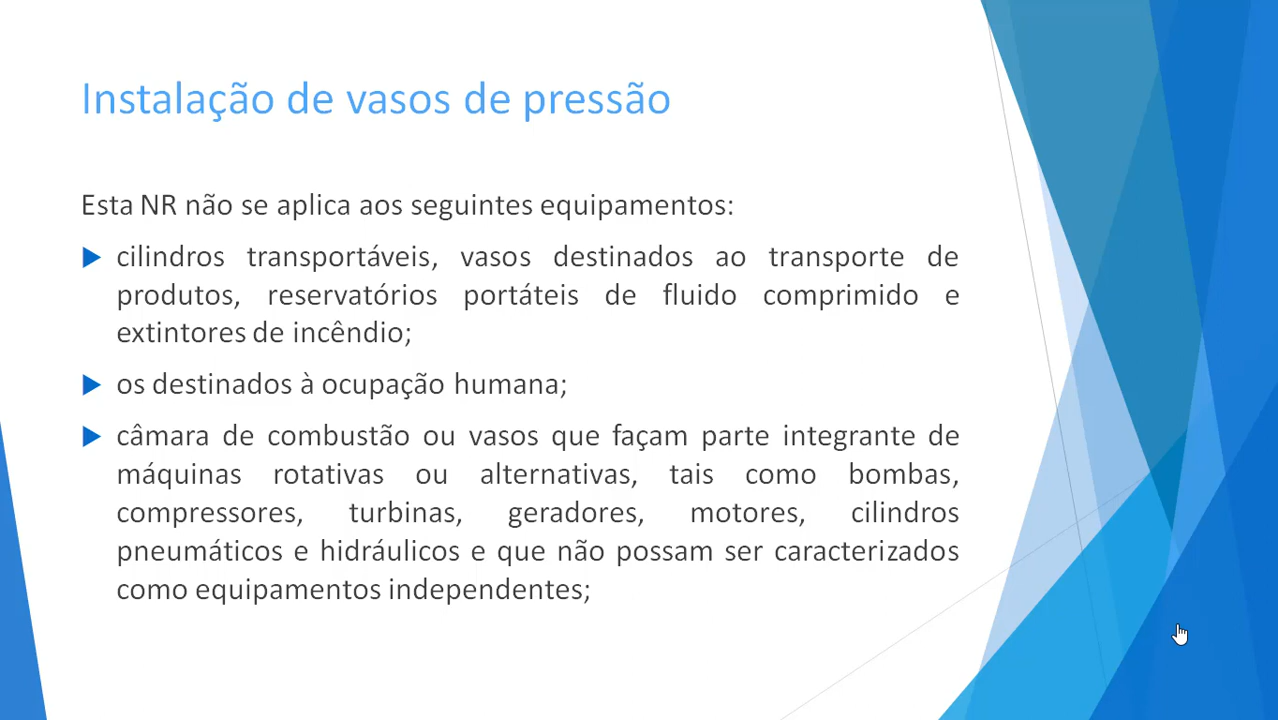 Instalação de vasos de pressão
Esta NR não se aplica aos seguintes equipamentos:
cilindros transportáveis, vasos destinados ao transporte de
produtos, reservatórios portáteis de fluido comprimido e
extintores de incêndio;
os destinados à ocupação humana;
câmara de combustão ou vasos que façam parte integrante de
máquinas rotativas ou alternativas, tais como bombas,
compressores, turbinas, geradores, motores, cilindros
pneumáticos e hidráulicos e que não possam ser caracterizados
como equipamentos independentes;